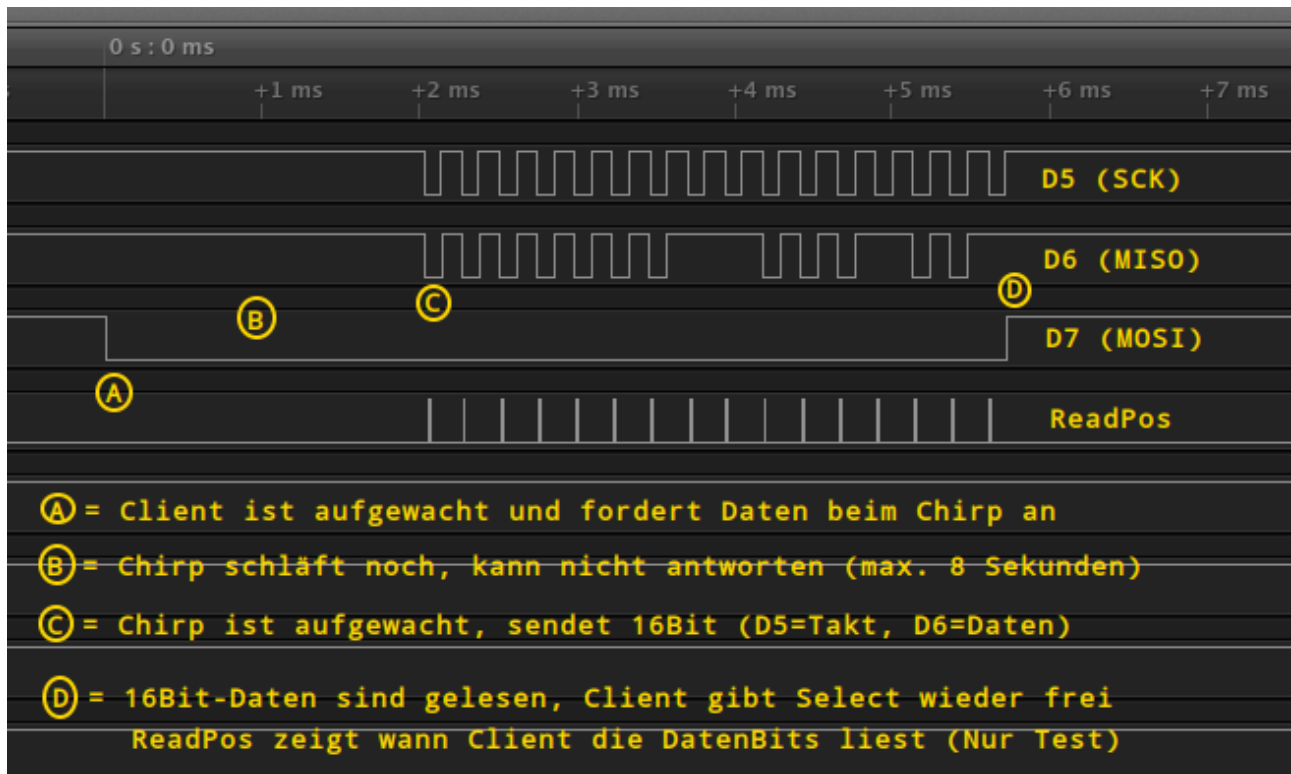 0 s : 0 ms
+1 ms +2 ms +3 ms +4 ms +5 ms +6 ms +7 ms
D5 (SCK)
D6 (MISO)
C D
B
D7 (MOSI)
A
ReadPos
A = Client ist aufgewacht und fordert Daten beim Chirp an
B = Chirp schläft noch, kann nicht antworten (max. 8 Sekunden)
C = Chirp ist aufgewacht, sendet 16Bit (D5=Takt, D6=Daten)
D = 16Bit-Daten sind gelesen, Client gibt Select wieder frei
ReadPos zeigt wann Client die DatenBits liest (Nur Test)